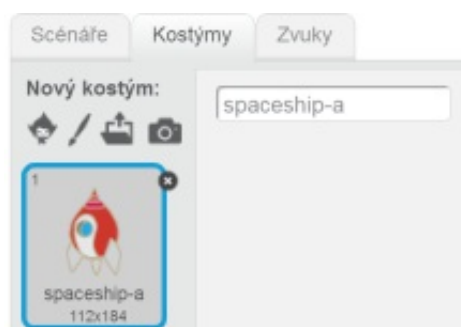 Scénáře Kostýmy Zvuky
Nový kostým:
spaceship-a
1
spaceship-a
112x184